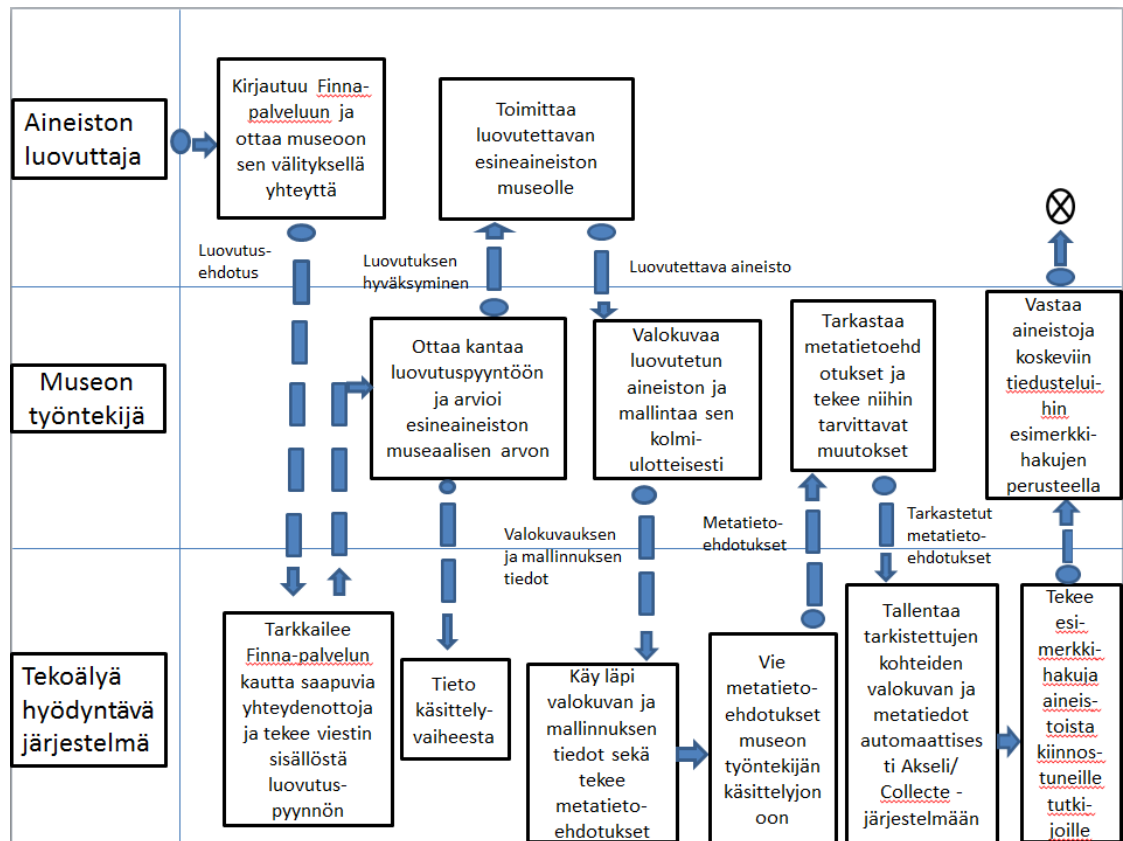 Aineiston
luovuttaja
Kirjautuu Finna-
palveluun ja
ottaa museoon
sen välityksellä
yhteyttä
Toimittaa
luovutettavan
esineaineiston
museolle
Luovutus-
ehdotus
Luovutuksen
hyväksyminen
Luovutettava aineisto
Museon
työntekijä
Ottaa kantaa
luovutuspyyntöön
ja arvioi
esineaineiston
museaalisen arvon
Valokuvaa
luovutetun
aineiston ja
mallintaa sen
kolmi-
ulotteisesti
Tarkastaa
metatietoehd
otukset ja
tekee niihin
tarvittavat
muutokset
Vastaa
aineistoja
koskeviin
tiedusteluי-
hin
esimerkki-
hakujen
perusteella
Valokuvauksen
ja mallinnuksen
tiedot
Metatieto-
ehdotukset
Tarkastetut
metatieto-
ehdotukset
Tekoälyä
hyödyntävä
järjestelmä
Tarkkailee
Finna-palvelun
kautta saapuvia
yhteydenottoja
ja tekee viestin
sisällöstä
luovutus-
pyynnön
Tieto
käsittely-
vaiheesta
Käy läpi
valokuvan ja
mallinnuksen
tiedot sekä
tekee
metatieto-
ehdotukset
Vie
metatieto-
ehdotukset
museon
työntekijän
käsittelyjon
oon
Tallentaa
tarkistettujen
kohteiden
valokuvan ja
metatiedot
automaattises
ti Akseli/
Collecte -
järjestelmään
Tekee
esi-
merkki-
hakuja
aineis-
toista
kiinnos-
tuneille
tutki-
joille